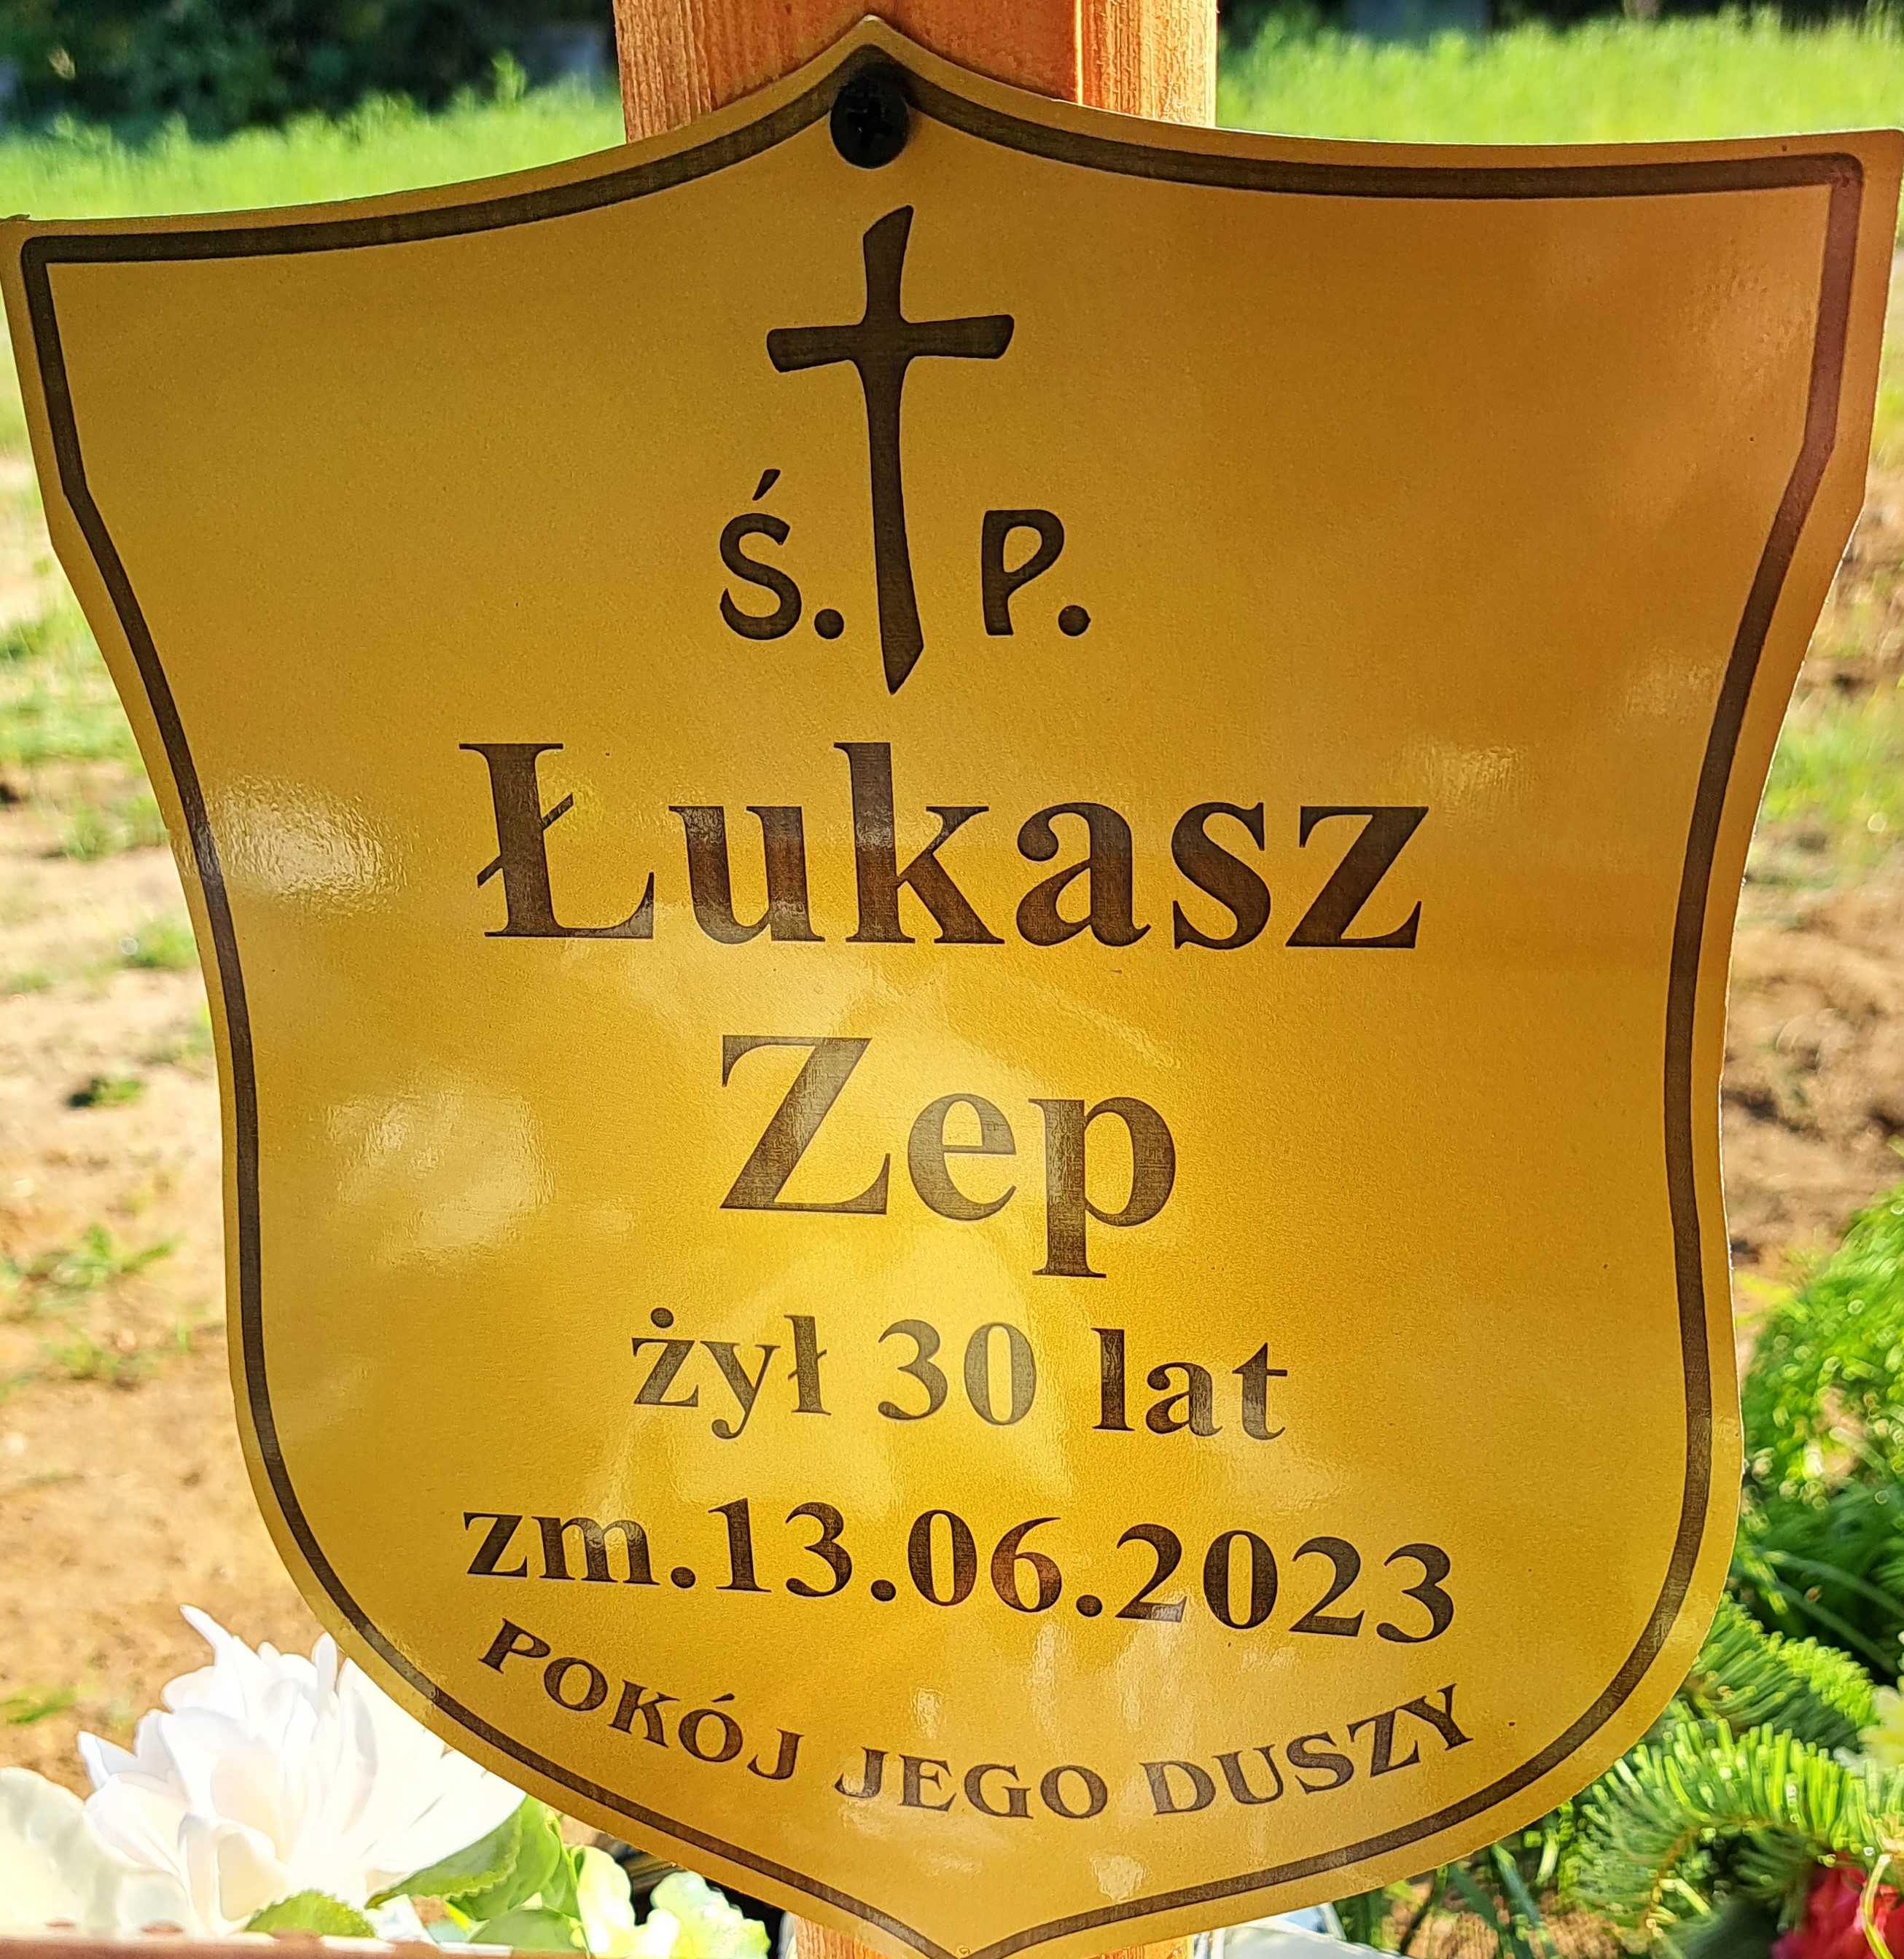 Ś. P.
Łukasz
Zep
żył 30 lat
zm.13.06.2023
POKÓJ JEGO DUSZY